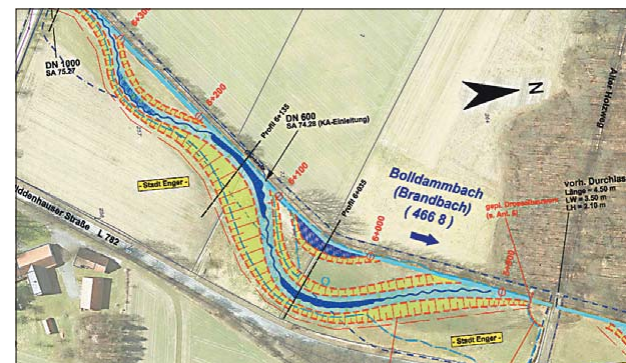 6+300
DN 1000
SA 75.27
6+200
Profil 6+135
DN 600
SA 74.28 (KA-Einleitung)
N
Alter Holzweg
- Stadt Enger -
6+100
Profil 6+035
Bolldammbach
(Brandbach)
( 466 8 )
vorh. Durchlas
Länge = 4.50 m
LW = 3.50 m
LH = 2.10 m
iddenhauser Straße L 782
6+000
- Stadt Enger -